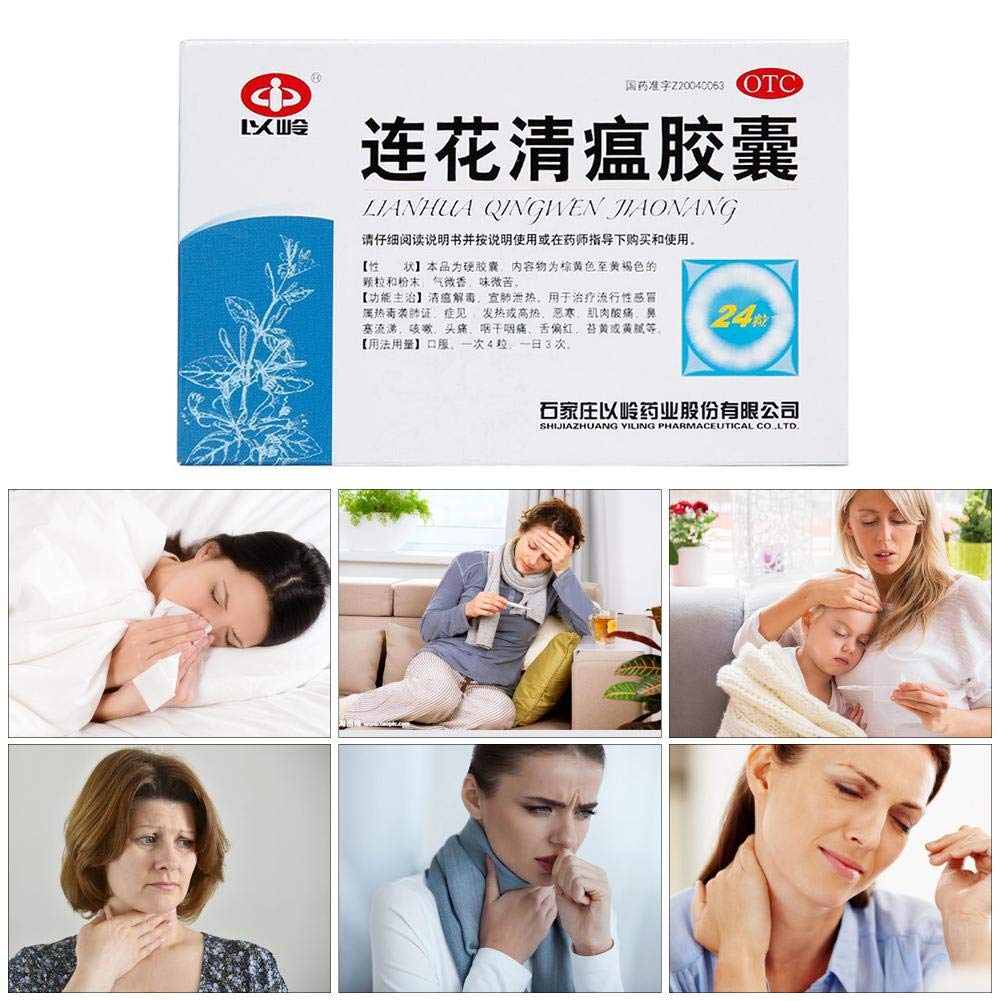 国药准字Z20040063
OTC
®
以岭
连花清瘟胶囊
LIANHUA QINGWEN JIAONANG
请仔细阅读说明书并按说明使用或在药师指导下购买和使用。
【性 状】本品为硬胶囊，内容物为棕黄色至黄褐色的
颗粒和粉末；气微香，味微苦。
【功能主治】清瘟解毒，宣肺泄热。用于治疗流行性感冒
属热毒袭肺证，症见：发热或高热，恶寒，肌肉酸痛，鼻
塞流涕，咳嗽，头痛，咽干咽痛，舌偏红，苔黄或黄腻等。
【用法用量】口服。一次4粒，一日3次。
24粒
石家庄以岭药业股份有限公司
SHIJIAZHUANG YILING PHARMACEUTICAL CO.,LTD.
www.taopic.com